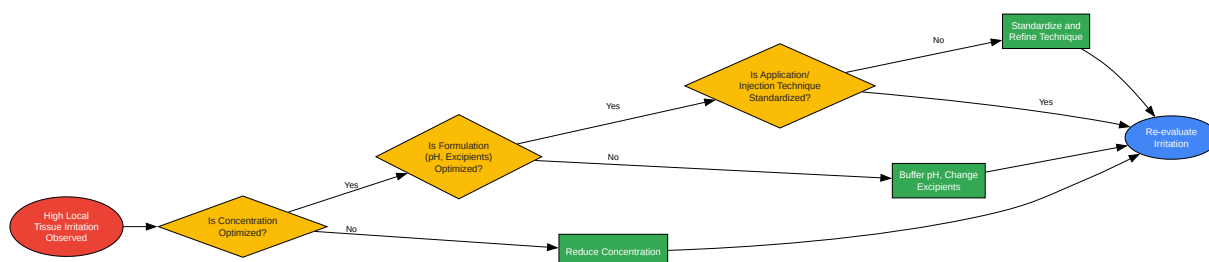 High Local
Tissue Irritation
Observed
Is Concentration
Optimized?
Yes
No
Is Formulation
(pH, Excipients)
Optimized?
Reduce Concentration
Yes
No
Is Application/
Injection Technique
Standardized?
Buffer pH, Change
Excipients
No
Yes
Standardize and
Refine Technique
Re-evaluate
Irritation